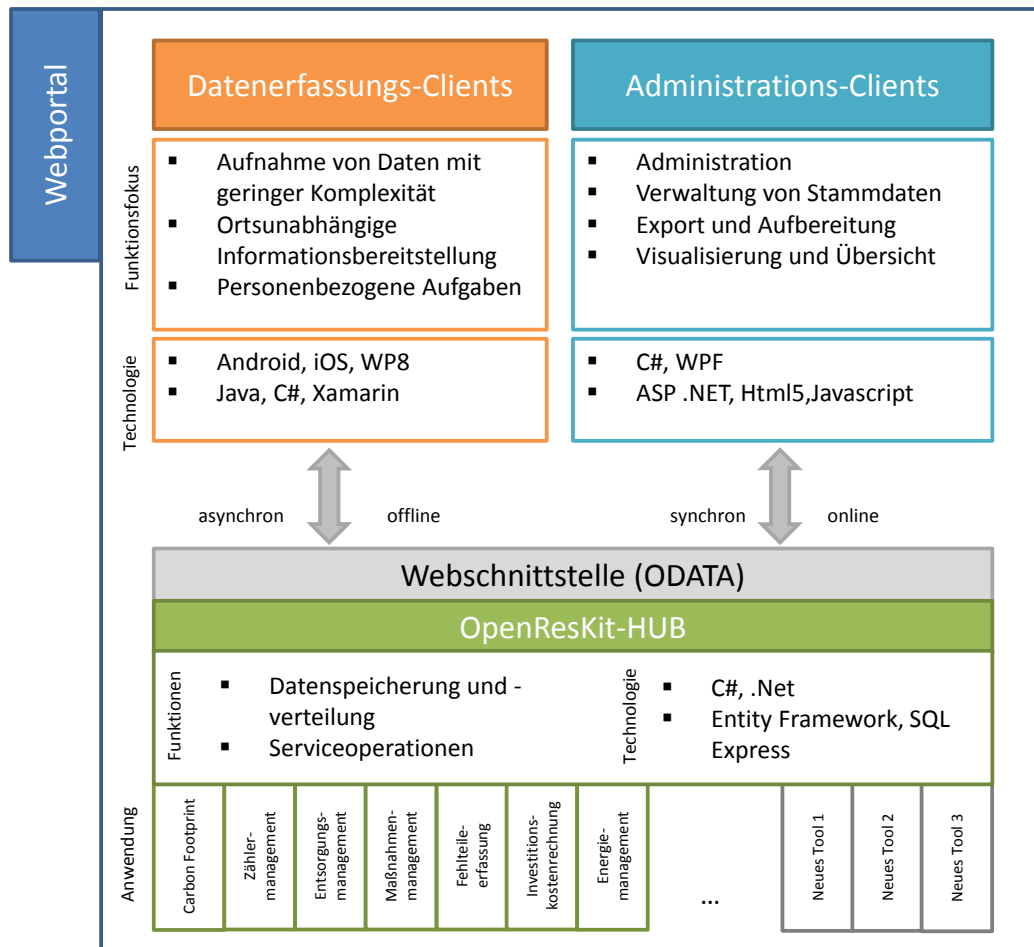 Webportal
Datenerfassungs-Clients
Administrations-Clients
Funktionsfokus
▪ Aufnahme von Daten mit
geringer Komplexität
▪ Ortsunabhängige
Informationsbereitstellung
▪ Personenbezogene Aufgaben
▪ Administration
▪ Verwaltung von Stammdaten
▪ Export und Aufbereitung
▪ Visualisierung und Übersicht
Technologie
▪ Android, iOS, WP8
▪ Java, C#, Xamarin
▪ C#, WPF
▪ ASP .NET, Html5,Javascript
asynchron
offline
synchron
online
Webschnittstelle (ODATA)
OpenResKit-HUB
Funktionen
▪ Datenspeicherung und -
verteilung
▪ Serviceoperationen
Technologie
▪ C#, .Net
▪ Entity Framework, SQL
Express
Anwendung
Carbon Footprint
Zähler-
management
Entsorgungs-
management
Maßnahmen-
management
Fehlteile-
erfassung
Investitions-
kostenrechnung
Energie-
management
...
Neues Tool 1
Neues Tool 2
Neues Tool 3